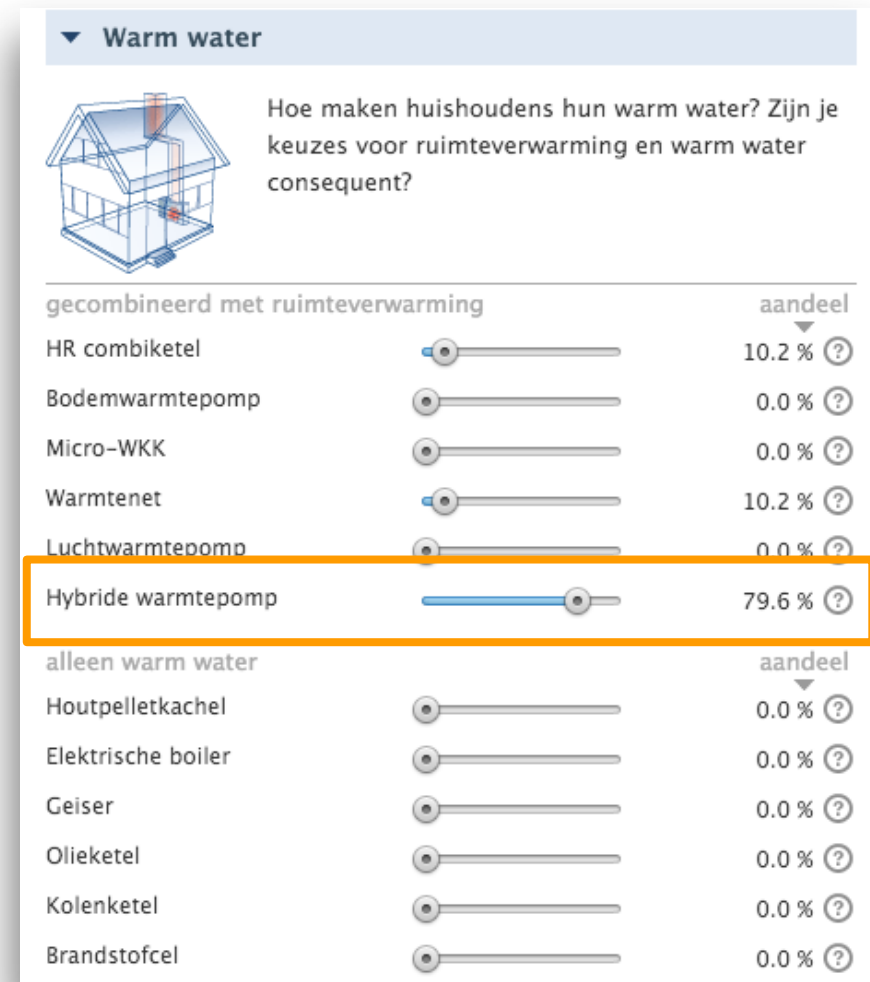 Warm water
Hoe maken huishoudens hun warm water? Zijn je
keuzes voor ruimteverwarming en warm water
consequent?
gecombineerd met ruimteverwarming aandeel
HR combiketel 10.2 % ?
Bodemwarmtepomp 0.0 % ?
Micro-WKK 0.0 % ?
Warmtenet 10.2 % ?
Luchtwarmtepomp 0.0 % ?
Hybride warmtepomp 79.6 % ?
alleen warm water aandeel
Houtpelletkachel 0.0 % ?
Elektrische boiler 0.0 % ?
Geiser 0.0 % ?
Olieketel 0.0 % ?
Kolenketel 0.0 % ?
Brandstofcel 0.0 % ?